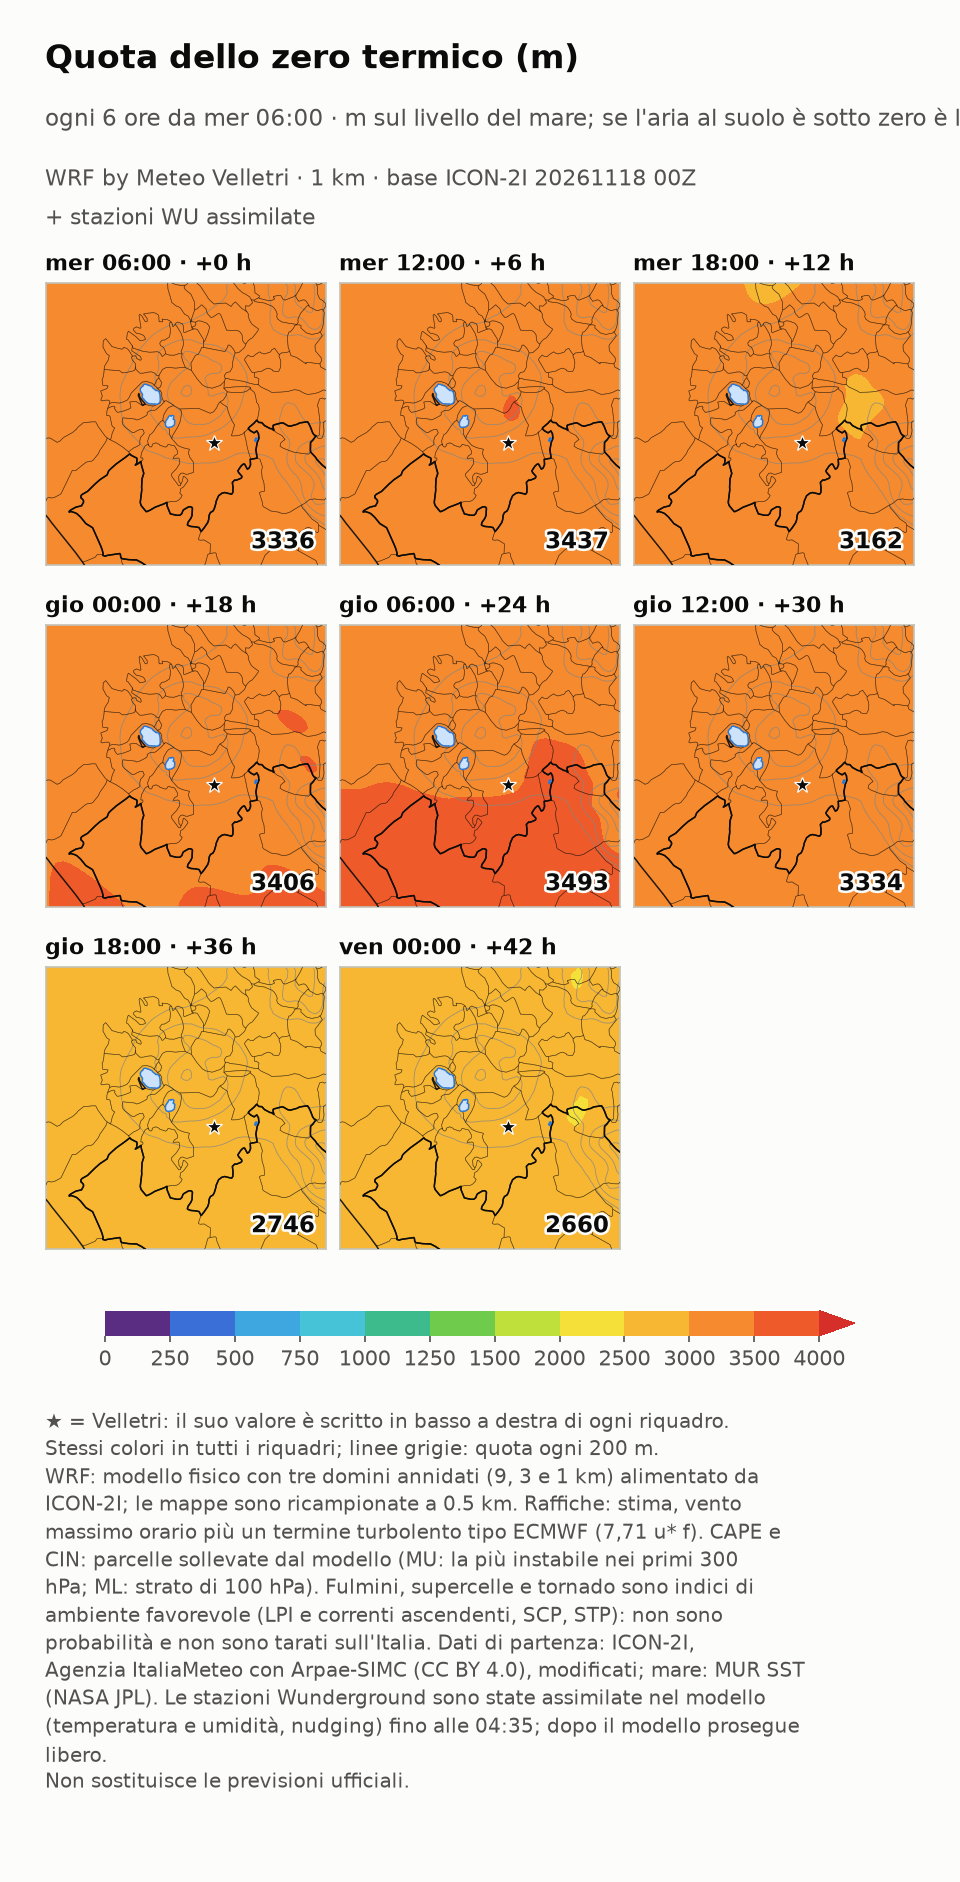 Quota dello zero termico (m)
ogni 6 ore da mer 06:00 · m sul livello del mare; se l'aria al suolo è sotto zero è
WRF by Meteo Velletri · 1 km · base ICON-2I 20261118 00Z
+ stazioni WU assimilate
mer 06:00 · +0 h
mer 12:00 · +6 h
mer 18:00 · +12 h
3336
3437
3162
gio 00:00 · +18 h
gio 06:00 · +24 h
gio 12:00 · +30 h
3406
3493
3334
gio 18:00 · +36 h
ven 00:00 · +42 h
2746
2660
0 250 500 750 1000 1250 1500 2000 2500 3000 3500 4000
★ = Velletri: il suo valore è scritto in basso a destra di ogni riquadro.
Stessi colori in tutti i riquadri; linee grigie: quota ogni 200 m.
WRF: modello fisico con tre domini annidati (9, 3 e 1 km) alimentato da
ICON-2I; le mappe sono ricampionate a 0.5 km. Raffiche: stima, vento
massimo orario più un termine turbolento tipo ECMWF (7,71 u* f). CAPE e
CIN: parcelle sollevate dal modello (MU: la più instabile nei primi 300
hPa; ML: strato di 100 hPa). Fulmini, supercelle e tornado sono indici di
ambiente favorevole (LPI e correnti ascendenti, SCP, STP): non sono
probabilità e non sono tarati sull'Italia. Dati di partenza: ICON-2I,
Agenzia ItaliaMeteo con Arpae-SIMC (CC BY 4.0), modificati; mare: MUR SST
(NASA JPL). Le stazioni Wunderground sono state assimilate nel modello
(temperatura e umidità, nudging) fino alle 04:35; dopo il modello prosegue
libero.
Non sostituisce le previsioni ufficiali.